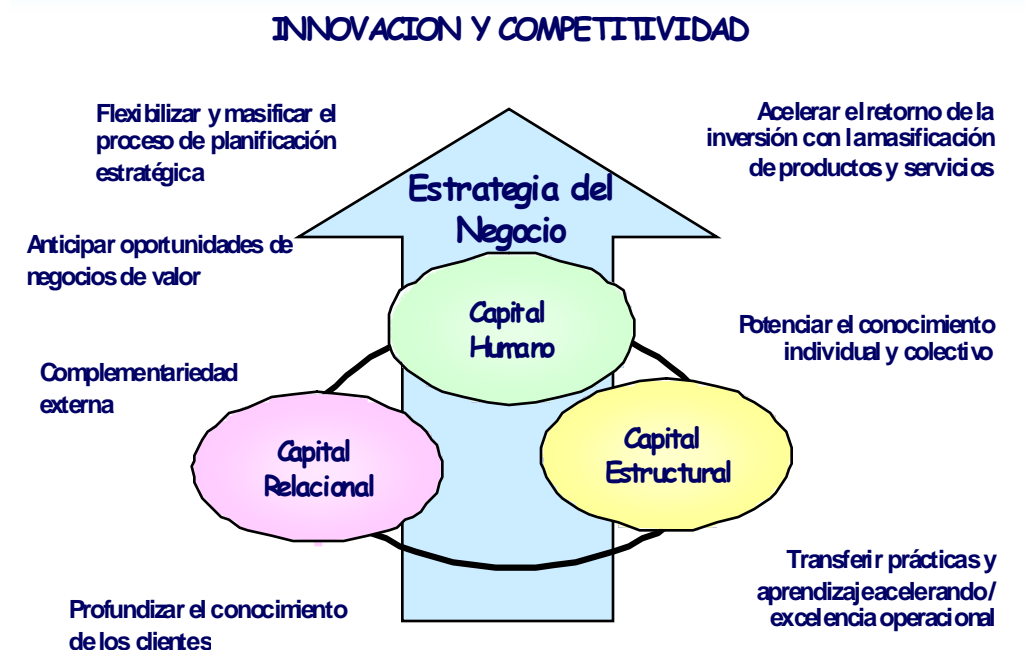 INNOVACION Y COMPETITIVIDAD
Flexibilizar y masificar el
proceso de planificación
estratégica
Acelerar el retorno de la
inversión con la masificación
de productos y servicios
Estrategia del
Negocio
Anticipar oportunidades de
negocios de valor
Capital
Humano
Potenciar el conocimiento
individual y colectivo
Complementariedad
externa
Capital
Relacional
Capital
Estructural
Transferir prácticas y
aprendizaje acelerando/
excelencia operacional
Profundizar el conocimiento
de los clientes